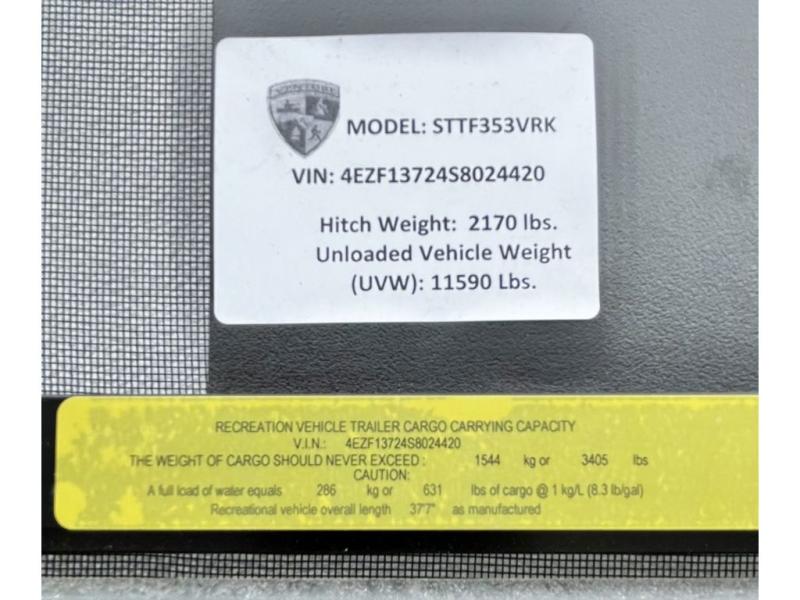 MODEL: STTF353VRK
VIN: 4EZF13724S8024420
Hitch Weight: 2170 lbs.
Unloaded Vehicle Weight
(UVW): 11590 Lbs.
RECREATION VEHICLE TRAILER CARGO CARRYING CAPACITY
V.I.N.: 4EZF13724S8024420
THE WEIGHT OF CARGO SHOULD NEVER EXCEED : 1544 kg or 3405 lbs
CAUTION:
A full load of water equals 286 kg or 631 lbs of cargo @ 1 kg/L (8.3 lb/gal)
Recreational vehicle overall length 37'7" as manufactured